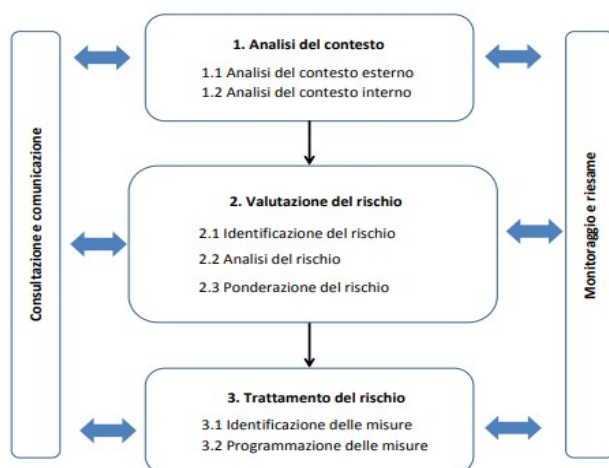 Consultazione e comunicazione
1. Analisi del contesto
1.1 Analisi del contesto esterno
1.2 Analisi del contesto interno
2. Valutazione del rischio
2.1 Identificazione del rischio
2.2 Analisi del rischio
2.3 Ponderazione del rischio
3. Trattamento del rischio
3.1 Identificazione delle misure
3.2 Programmazione delle misure
Monitoraggio e riesame